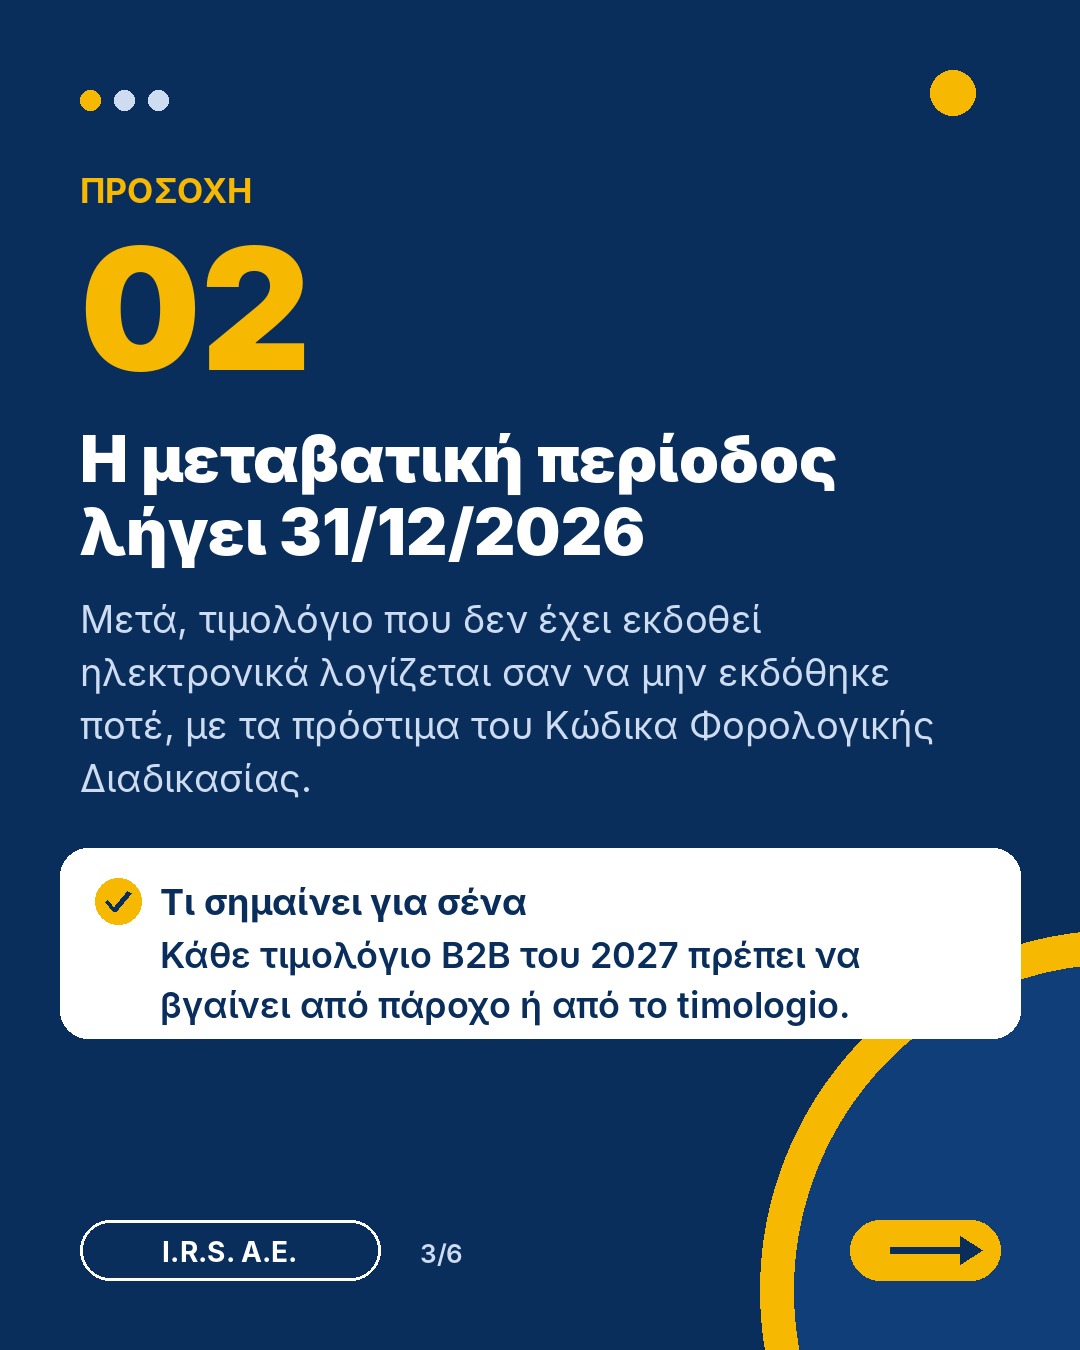 ΠΡΟΣΟΧΗ
02
Η μεταβατική περίοδος
λήγει 31/12/2026
Μετά, τιμολόγιο που δεν έχει εκδοθεί
ηλεκτρονικά λογίζεται σαν να μην εκδόθηκε
ποτέ, με τα πρόστιμα του Κώδικα Φορολογικής
Διαδικασίας.
Τι σημαίνει για σένα
Κάθε τιμολόγιο B2B του 2027 πρέπει να
βγαίνει από πάροχο ή από το timologio.
I.R.S. A.E.
3/6